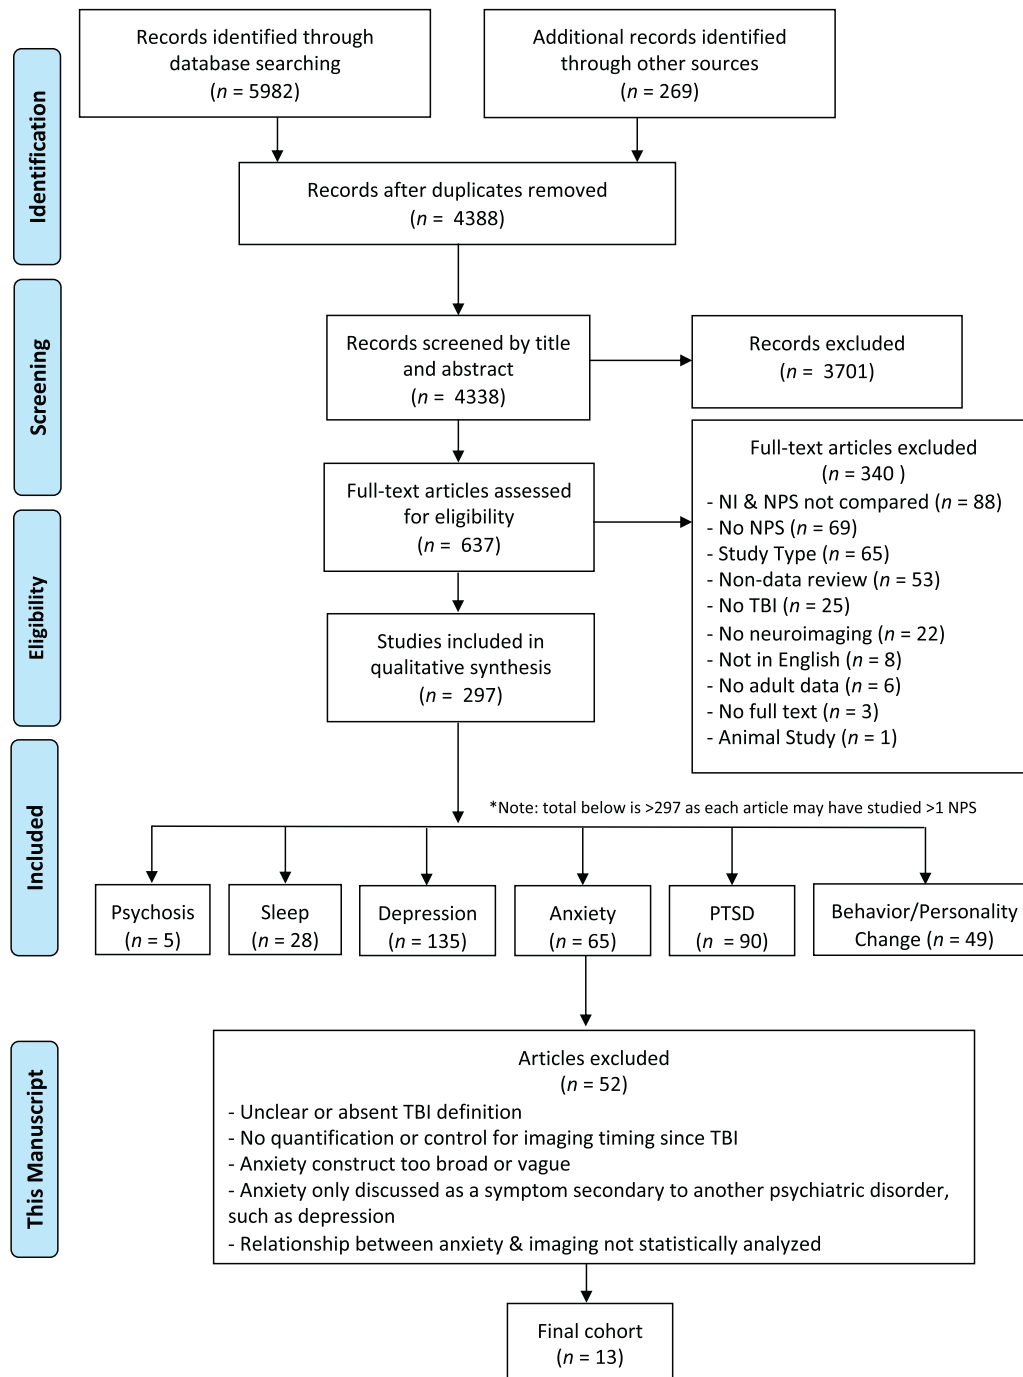 Identification
Records identified through
database searching
(n = 5982)
Additional records identified
through other sources
(n = 269)
Records after duplicates removed
(n = 4388)
Screening
Records screened by title
and abstract
(n = 4338)
Records excluded
(n = 3701)
Full-text articles assessed
for eligibility
(n = 637)
Full-text articles excluded
(n = 340 )
- NI & NPS not compared (n = 88)
- No NPS (n = 69)
- Study Type (n = 65)
- Non-data review (n = 53)
- No TBI (n = 25)
- No neuroimaging (n = 22)
- Not in English (n = 8)
- No adult data (n = 6)
- No full text (n = 3)
- Animal Study (n = 1)
Eligibility
Studies included in
qualitative synthesis
(n = 297)
Included
*Note: total below is >297 as each article may have studied >1 NPS
Psychosis
(n = 5)
Sleep
(n = 28)
Depression
(n = 135)
Anxiety
(n = 65)
PTSD
(n = 90)
Behavior/Personality
Change (n = 49)
This Manuscript
Articles excluded
(n = 52)
- Unclear or absent TBI definition
- No quantification or control for imaging timing since TBI
- Anxiety construct too broad or vague
- Anxiety only discussed as a symptom secondary to another psychiatric disorder,
such as depression
- Relationship between anxiety & imaging not statistically analyzed
Final cohort
(n = 13)